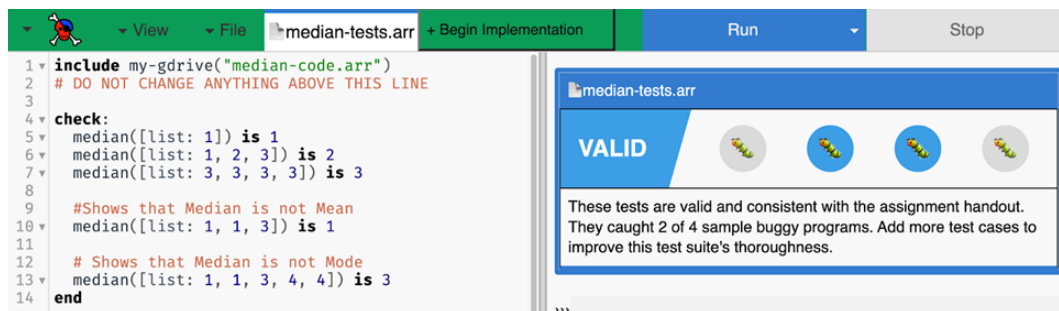 View File median-tests.arr + Begin Implementation Run Stop
1 include my-gdrive("median-code.arr")
2 # DO NOT CHANGE ANYTHING ABOVE THIS LINE
3
4 check:
5 median([list: 1]) is 1
6 median([list: 1, 2, 3]) is 2
7 median([list: 3, 3, 3, 3]) is 3
8
9 #Shows that Median is not Mean
10 median([list: 1, 1, 3]) is 1
11
12 # Shows that Median is not Mode
13 median([list: 1, 1, 3, 4, 4]) is 3
14 end
median-tests.arr
VALID
These tests are valid and consistent with the assignment handout.
They caught 2 of 4 sample buggy programs. Add more test cases to
improve this test suite's thoroughness.
›››